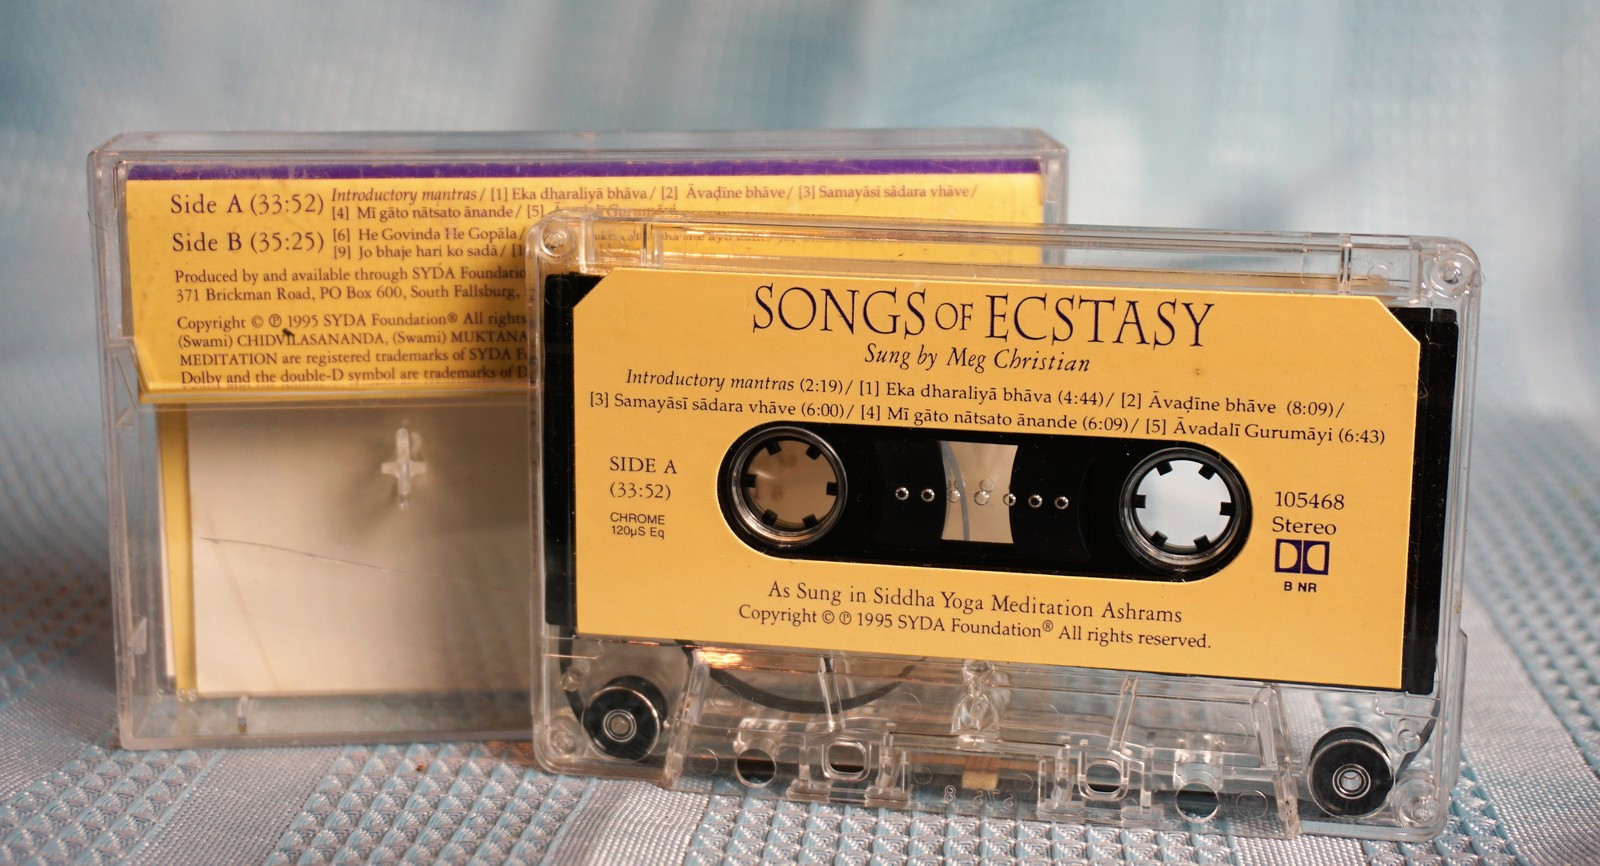 Side A (33:52) Introductory mantras / [1] Eka dharaliyā bhāva / [2] Āvaḍīne bhāve / [3] Samayāsī sādara vhāve /
[4] Mī gāto nātsato ānande / [5] Gurumāyi
Side B (35:25) [6] He Govinda He Gopāla /
[9] Jo bhaje hari ko sadā /
Produced by and available through SYDA
371 Brickman Road, PO Box 600, South Fallsburg,
Copyright © ℗ 1995 SYDA Foundation® All rights
(Swami) CHIDVILASANANDA, (Swami)
MEDITATION are registered trademarks of SYDA
Dolby and the double-D symbol are trademarks of
SONGS OF ECSTASY
Sung by Meg Christian
Introductory mantras (2:19) / [1] Eka dharaliyā bhāva (4:44) / [2] Āvaḍīne bhāve (8:09) /
[3] Samayāsī sādara vhāve (6:00) / [4] Mī gāto nātsato ānande (6:09) / [5] Āvadalī Gurumāyi (6:43)
SIDE A
(33:52)
CHROME
120µS Eq
105468
Stereo
B NR
As Sung in Siddha Yoga Meditation Ashrams
Copyright © ℗ 1995 SYDA Foundation® All rights reserved.